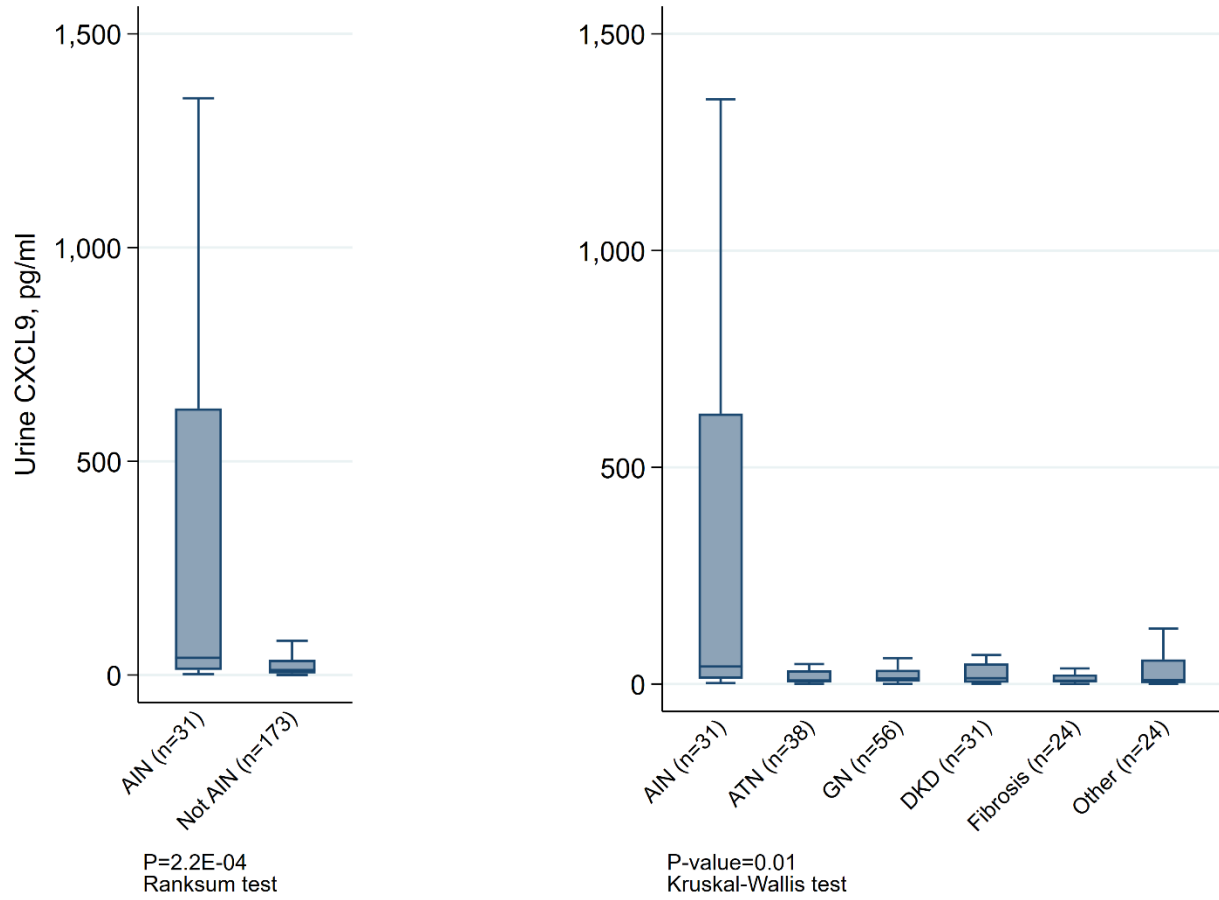 Urine CXCL9, pg/ml
1,500
1,000
500
0
AIN (n=31)
Not AIN (n=173)
P=2.2E-04
Ranksum test
1,500
1,000
500
0
AIN (n=31)
ATN (n=38)
GN (n=56)
DKD (n=31)
Fibrosis (n=24)
Other (n=24)
P-value=0.01
Kruskal-Wallis test